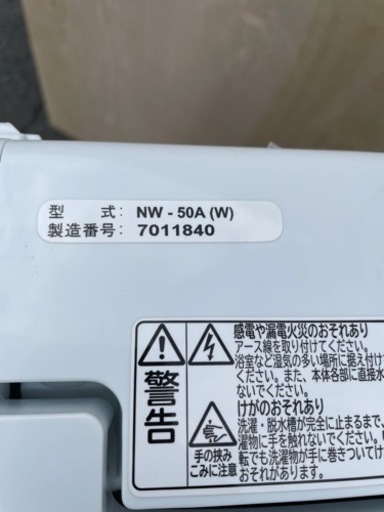 型　式: NW - 50A (W)
製造番号: 7011840
警告
感電や漏電火災のおそれあり
アース線を取り付けてください。
浴室など湿気の多い場所に据え付け
ください。また、本体各部に直接水
ないでください。
けがのおそれあり
洗濯・脱水槽が完全に止まるまで、
濯物に手を触れないでください。
転でも洗濯物が手に巻きついてけ
おそれがあります。
手の挟み
こみに注意